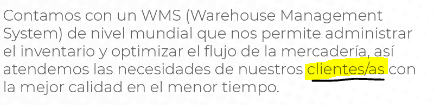 Contamos con un WMS (Warehouse Management
System) de nivel mundial que nos permite administrar
el inventario y optimizar el flujo de la mercadería, así
atendemos las necesidades de nuestros clientes/as con
la mejor calidad en el menor tiempo.